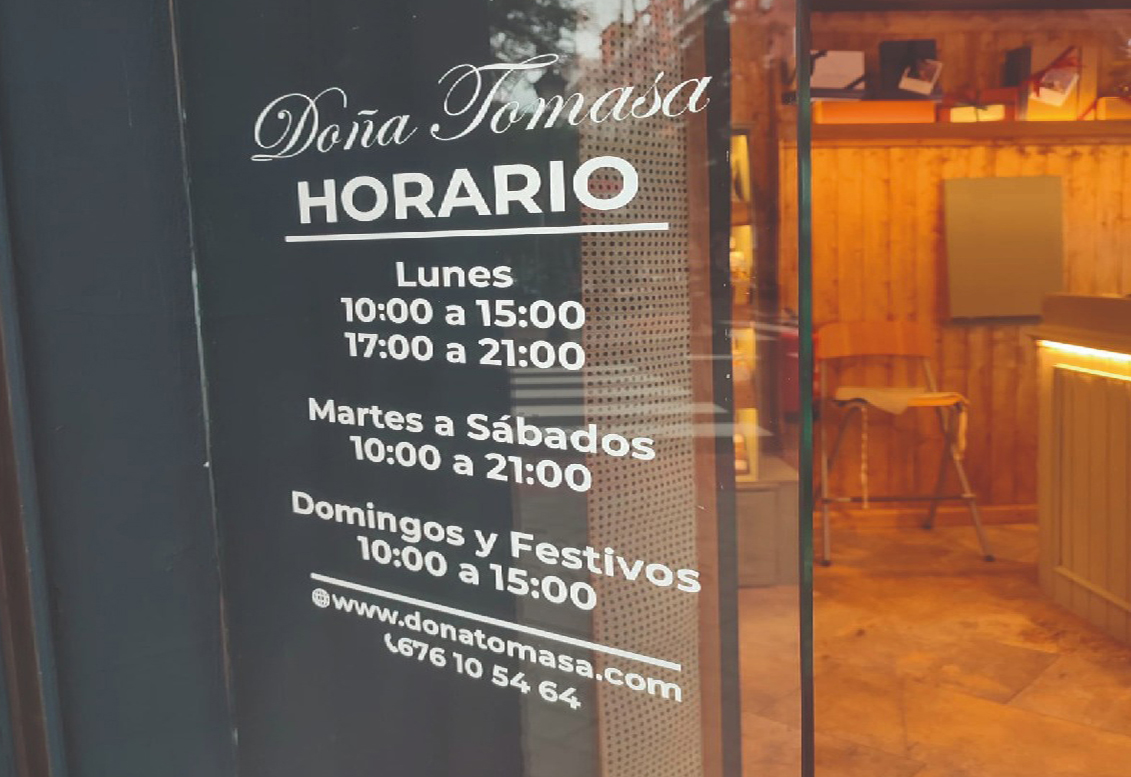 Doña Tomasa
HORARIO
Lunes
10:00 a 15:00
17:00 a 21:00
Martes a Sábados
10:00 a 21:00
Domingos y Festivos
10:00 a 15:00
www.donatomasa.com
676 10 54 64